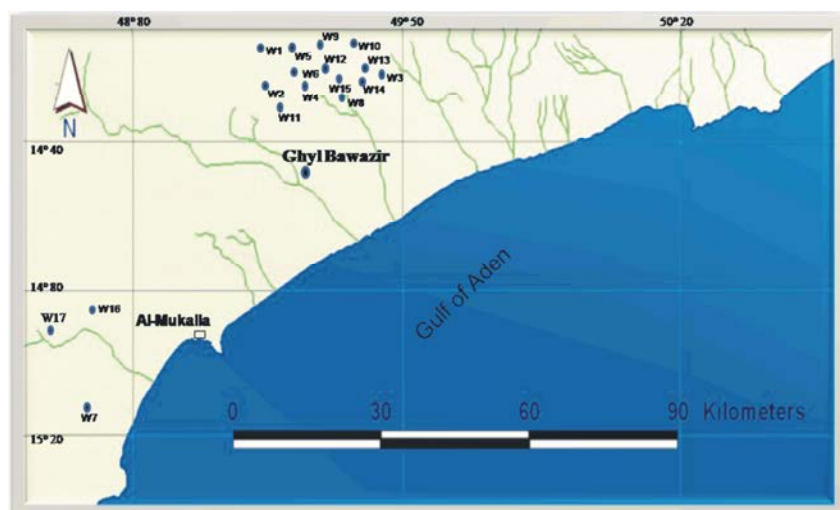 48°80 49°50 50°20
W9
W1 W5 W10
W12 W13
W6 W3
W2 W4 W15 W14
W8
W11
N
14°40
Ghyl Bawazir
Gulf of Aden
14°80
W16
W17 Al-Mukalla
W7
0 30 60 90 Kilometers
15°20